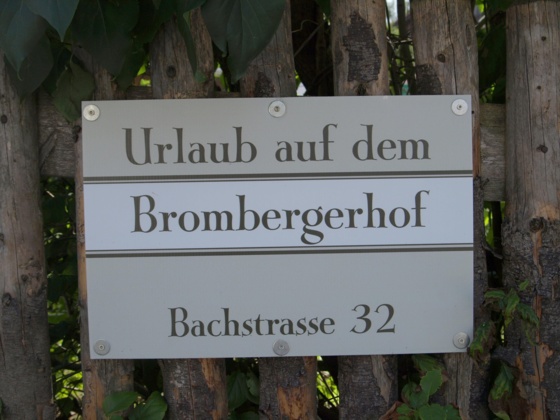 Urlaub auf dem
Brombergerhof
Bachstrasse 32